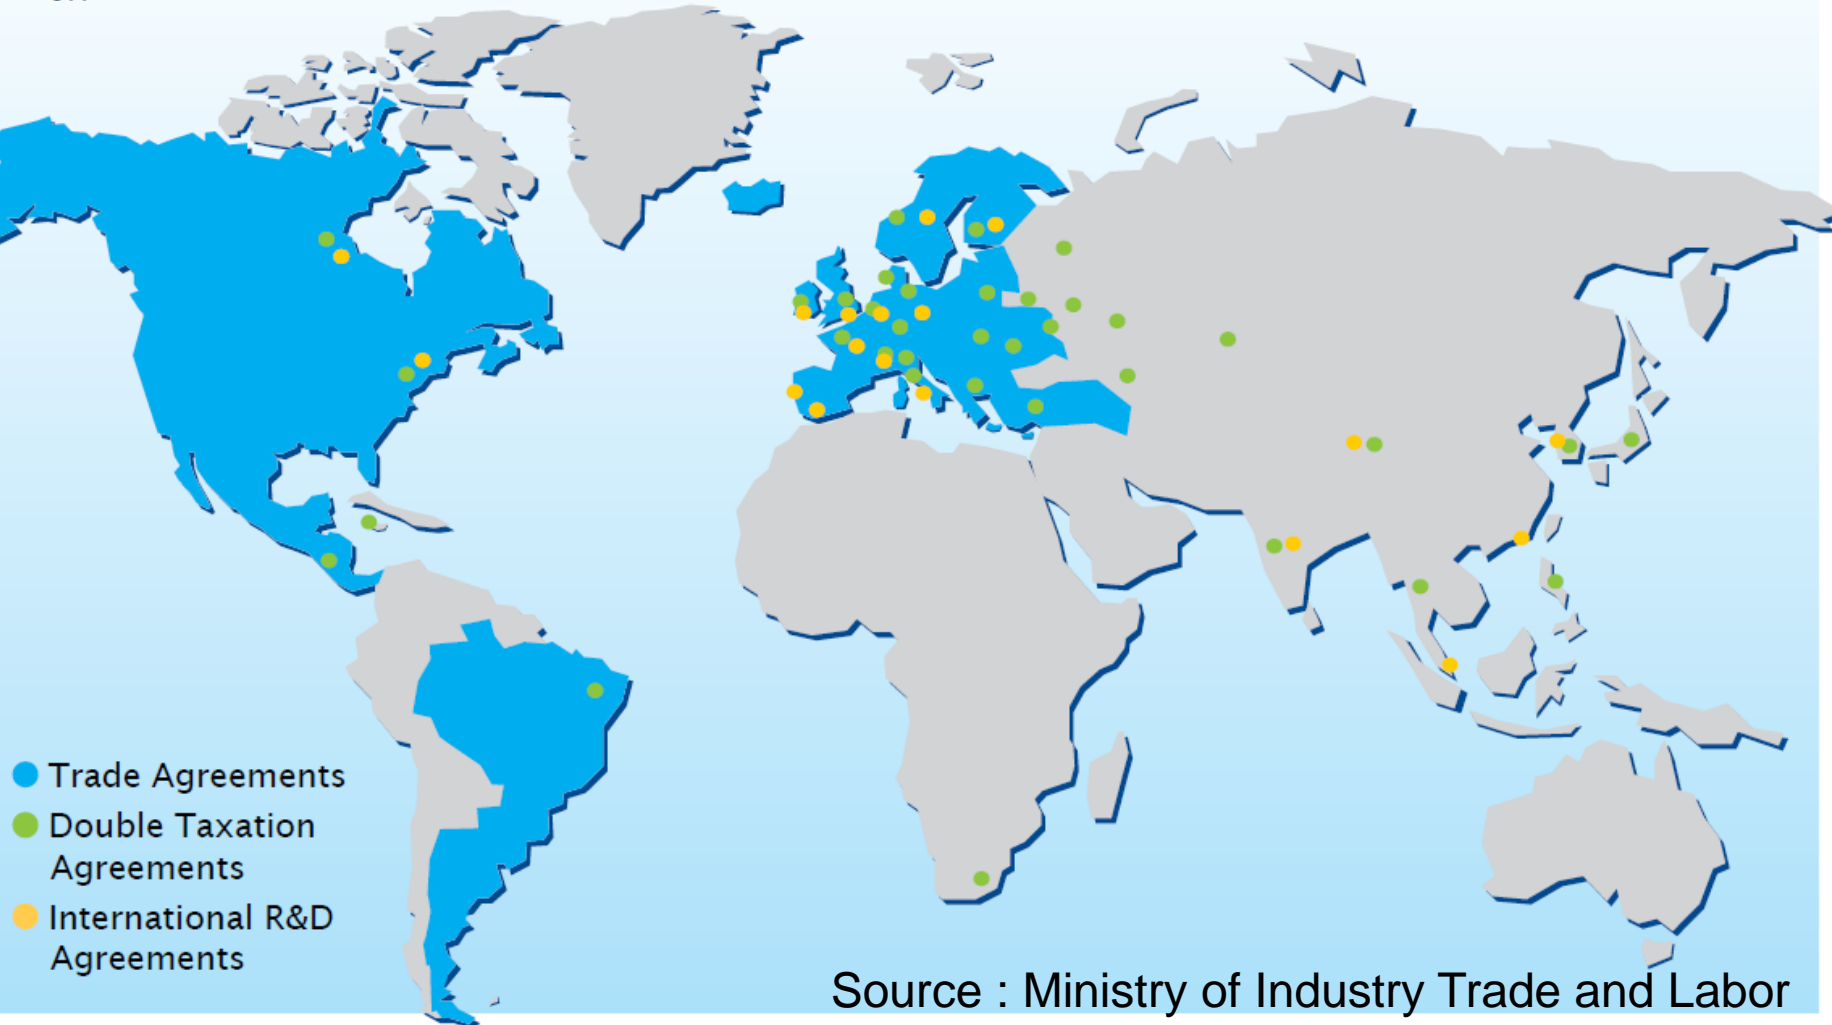 Trade Agreements
Double Taxation
Agreements
International R&D
Agreements
Source : Ministry of Industry Trade and Labor